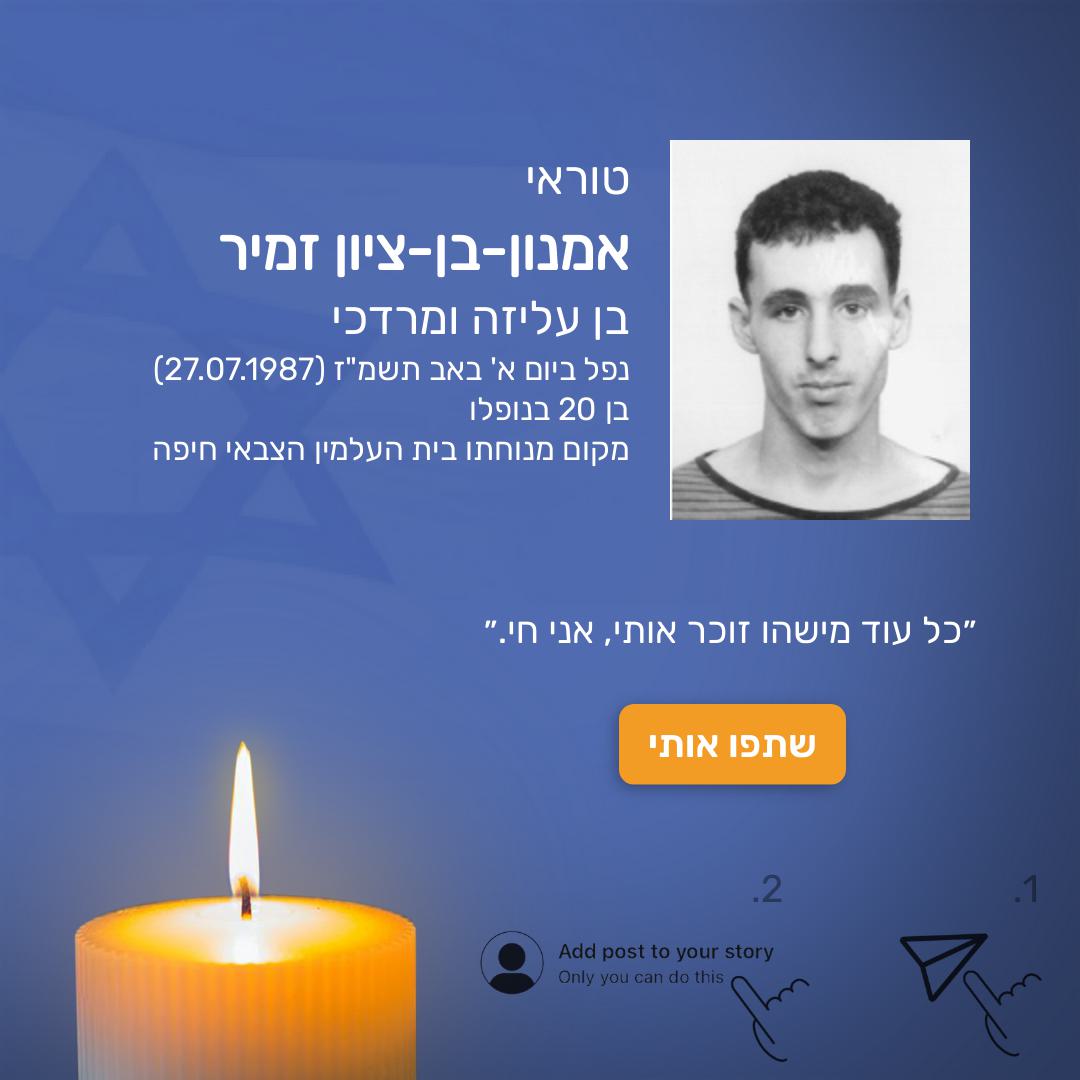 טוראי
אמנון-בן-ציון זמיר
בן עליזה ומרדכי
נפל ביום א' באב תשמ"ז (27.07.1987)
בן 20 בנופלו
מקום מנוחתו בית העלמין הצבאי חיפה
״כל עוד מישהו זוכר אותי, אני חי.״
שתפו אותי
.1
.2
Add post to your story
Only you can do this